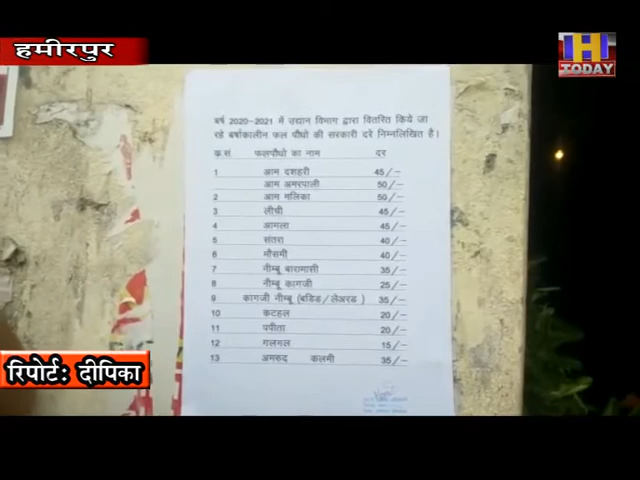 हमीरपुर
H
TODAY
बर्ष 2020-2021 में उद्यान विभाग द्वारा वितरित किये जा
रहे बर्षाकालीन फल पौधो की सरकारी दरे निम्नलिखित है।
क.सं. फलपौधो का नाम दर
1 आम दशहरी 45/-
आम अमरपाली 50/-
2 आम मलिका 50/-
3 लीची 45/-
4 आमला 45/-
5 संतरा 40/-
6 मौसमी 40/-
7 नीम्बू बारामासी 35/-
8 नीम्बू कागजी 25/-
9 कागजी नीम्बू (बडिड/लेअरड) 35/-
10 कटहल 20/-
11 पपीता 20/-
12 गलगल 15/-
13 अमरुद कलमी 35/-
रिपोर्ट: दीपिका